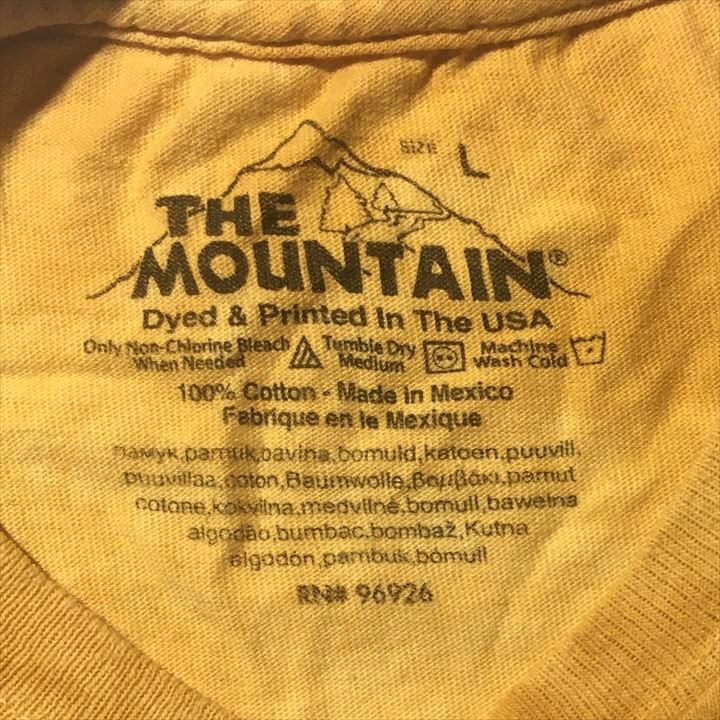 SIZE L
THE
MOUNTAIN®
Dyed & Printed In The USA
Only Non-Chlorine Bleach When Needed
Tumble Dry Medium
Machine Wash Cold
100% Cotton - Made in Mexico
Fabrique en le Mexique
памук,pamuk,bavlna,bomuld,katoen,puuvill,
puuvillaa,coton,Baumwolle,βαμβάκι,pamut
cotone,kokvilna,medvilnė,bomull,bawełna
algodão,bumbac,bombaž,Kutna
algodón,pambuk,bómull
RN# 96926